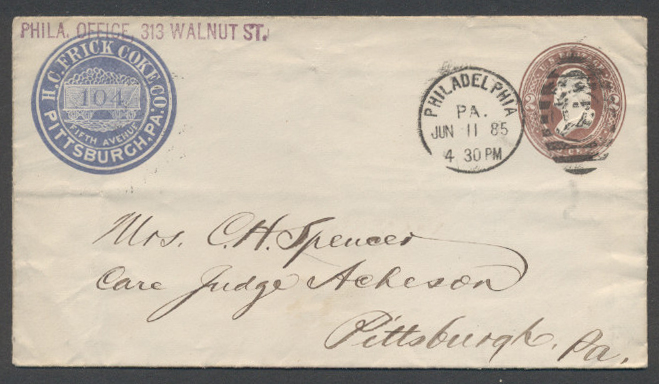 PHILA. OFFICE, 313 WALNUT ST.
H.C. FRICK COKE CO.
104
FIFTH AVENUE
PITTSBURGH, PA.
PHILADELPHIA
PA.
JUN 11 85
4 30 PM
2
Mrs. C.H. Spencer
Care Judge Acheson
Pittsburgh, Pa.